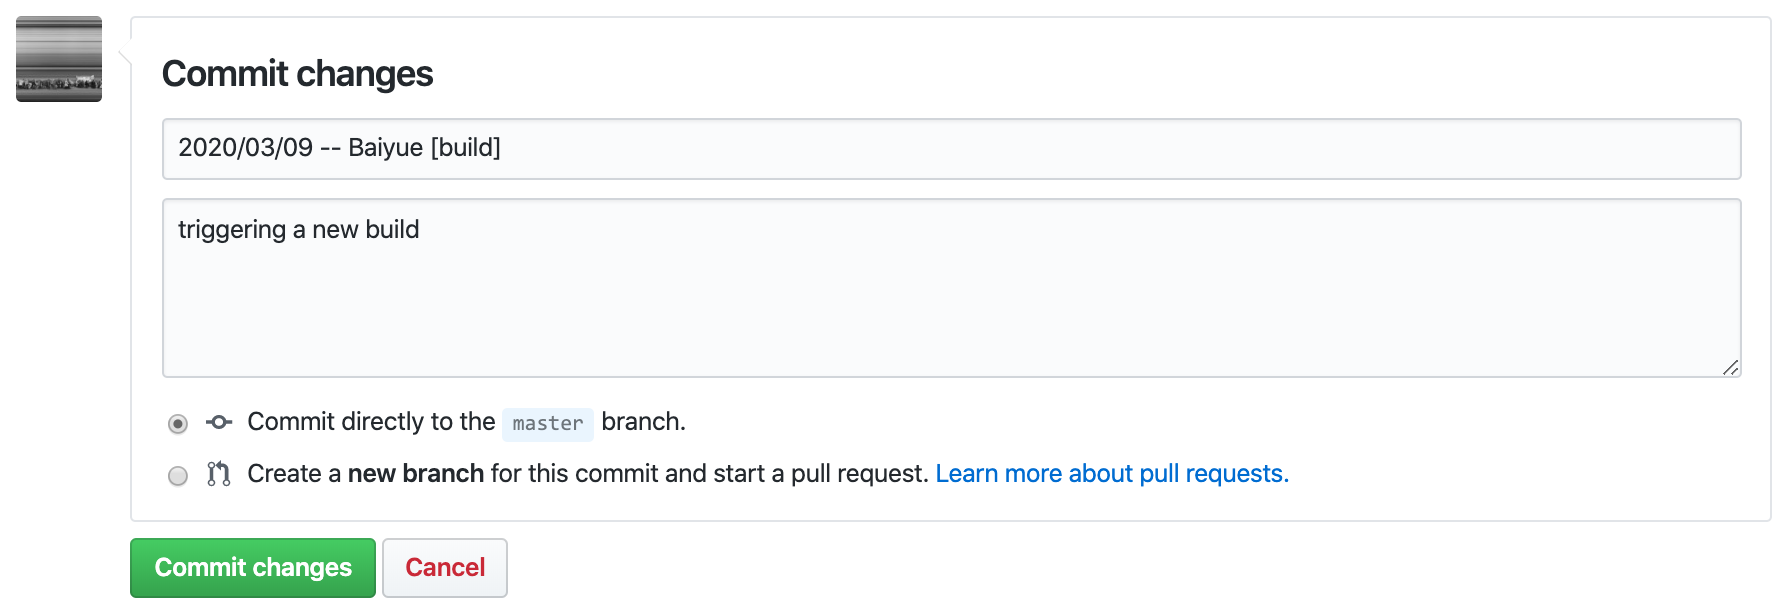 Commit changes
2020/03/09 -- Baiyue [build]
triggering a new build
Commit directly to the master branch.
Create a new branch for this commit and start a pull request. Learn more about pull requests.
Commit changes Cancel